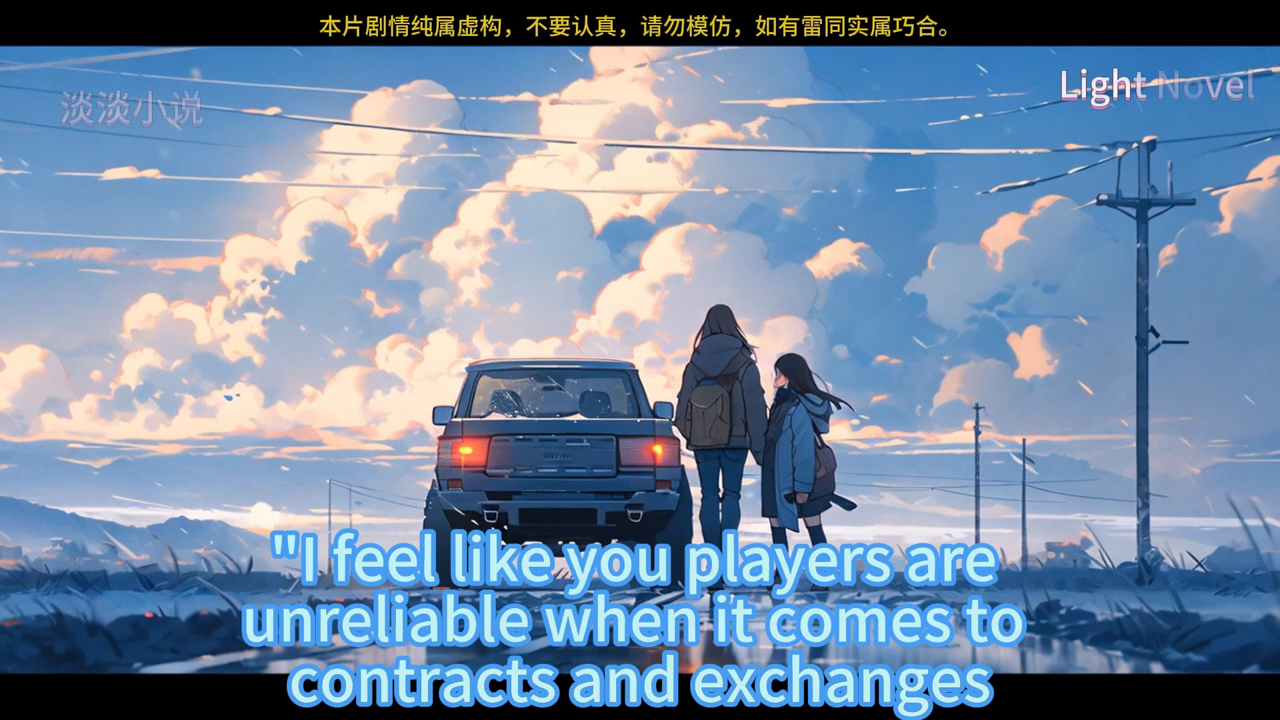 本片剧情纯属虚构，不要认真，请勿模仿，如有雷同实属巧合。
淡淡小说
Light Novel
"I feel like you players are
unreliable when it comes to
contracts and exchanges